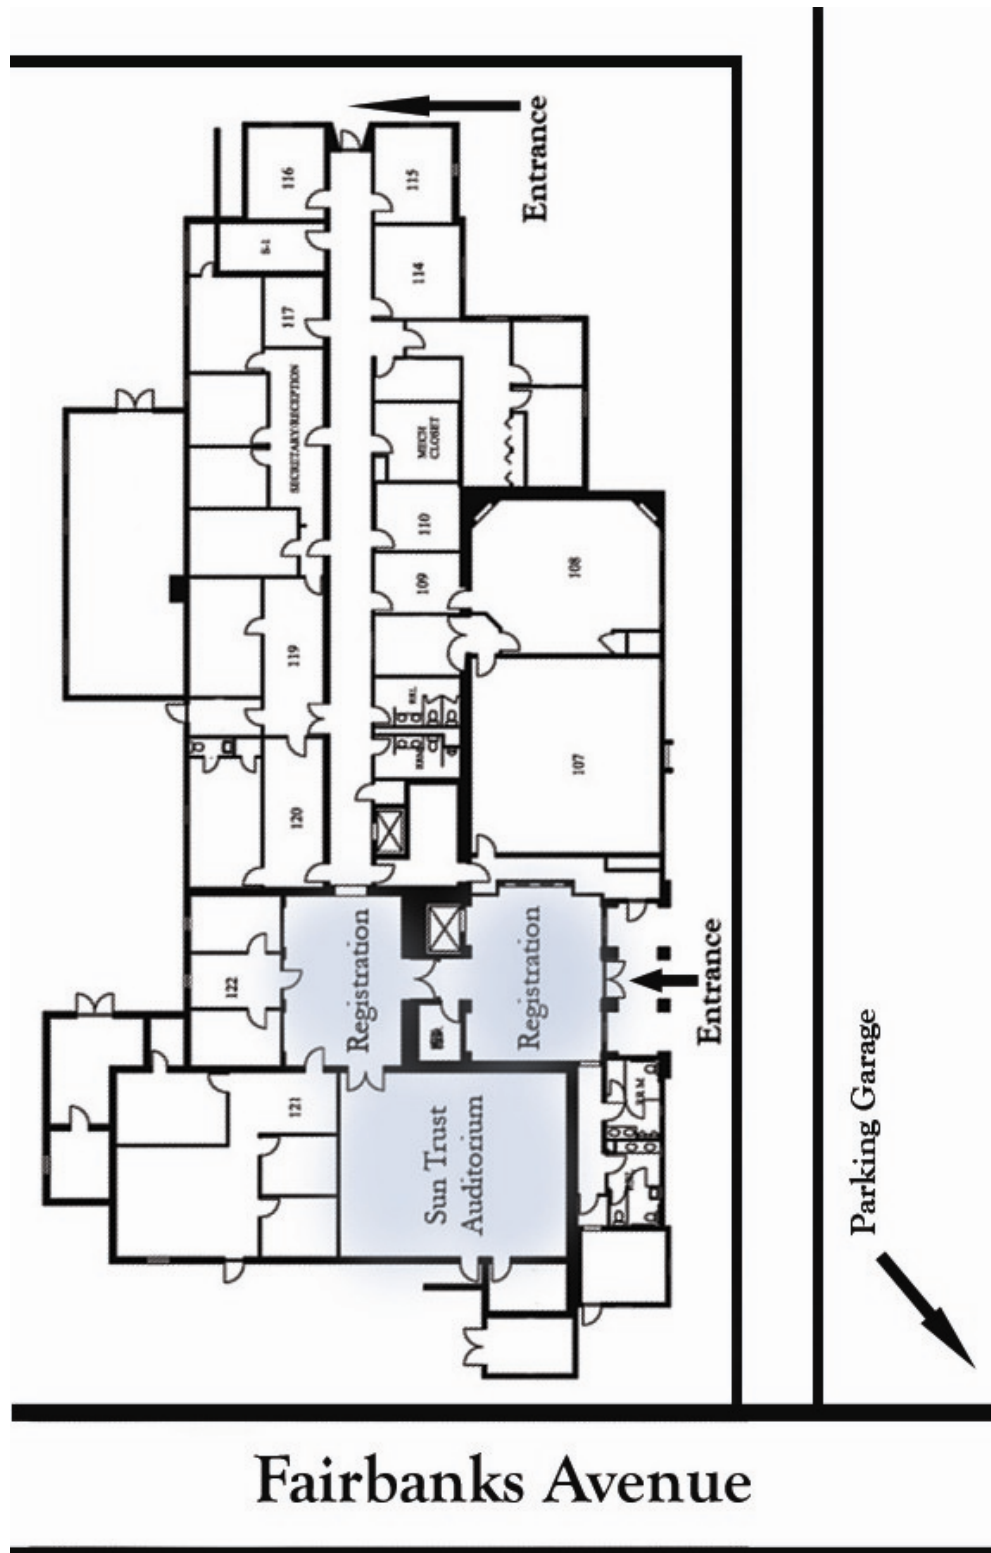 Entrance
116
115
S-1
114
117
SECRETARY/RECEPTION
MECH
CLOSET
110
109
108
119
107
120
Registration
Registration
122
Entrance
121
Sun Trust
Auditorium
Parking Garage
Fairbanks Avenue